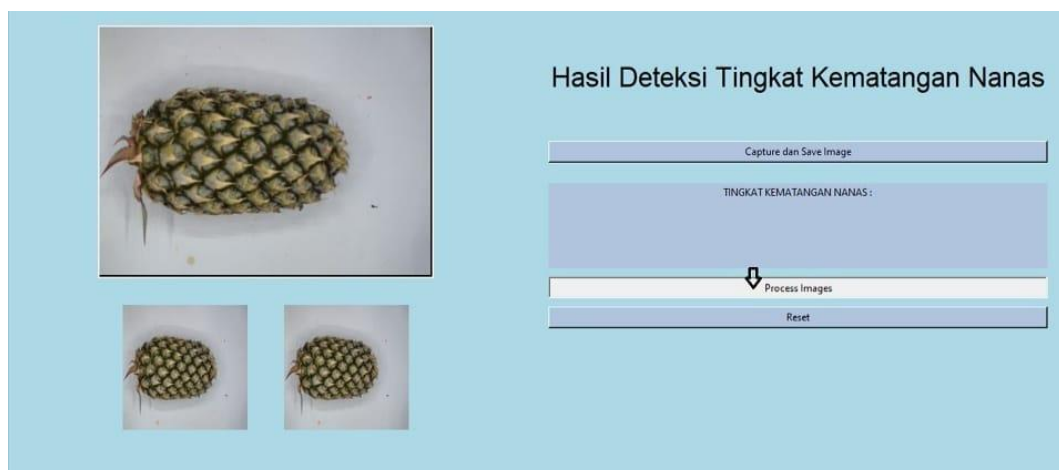 Hasil Deteksi Tingkat Kematangan Nanas
Capture dan Save Image
TINGKAT KEMATANGAN NANAS :
Process Images
Reset